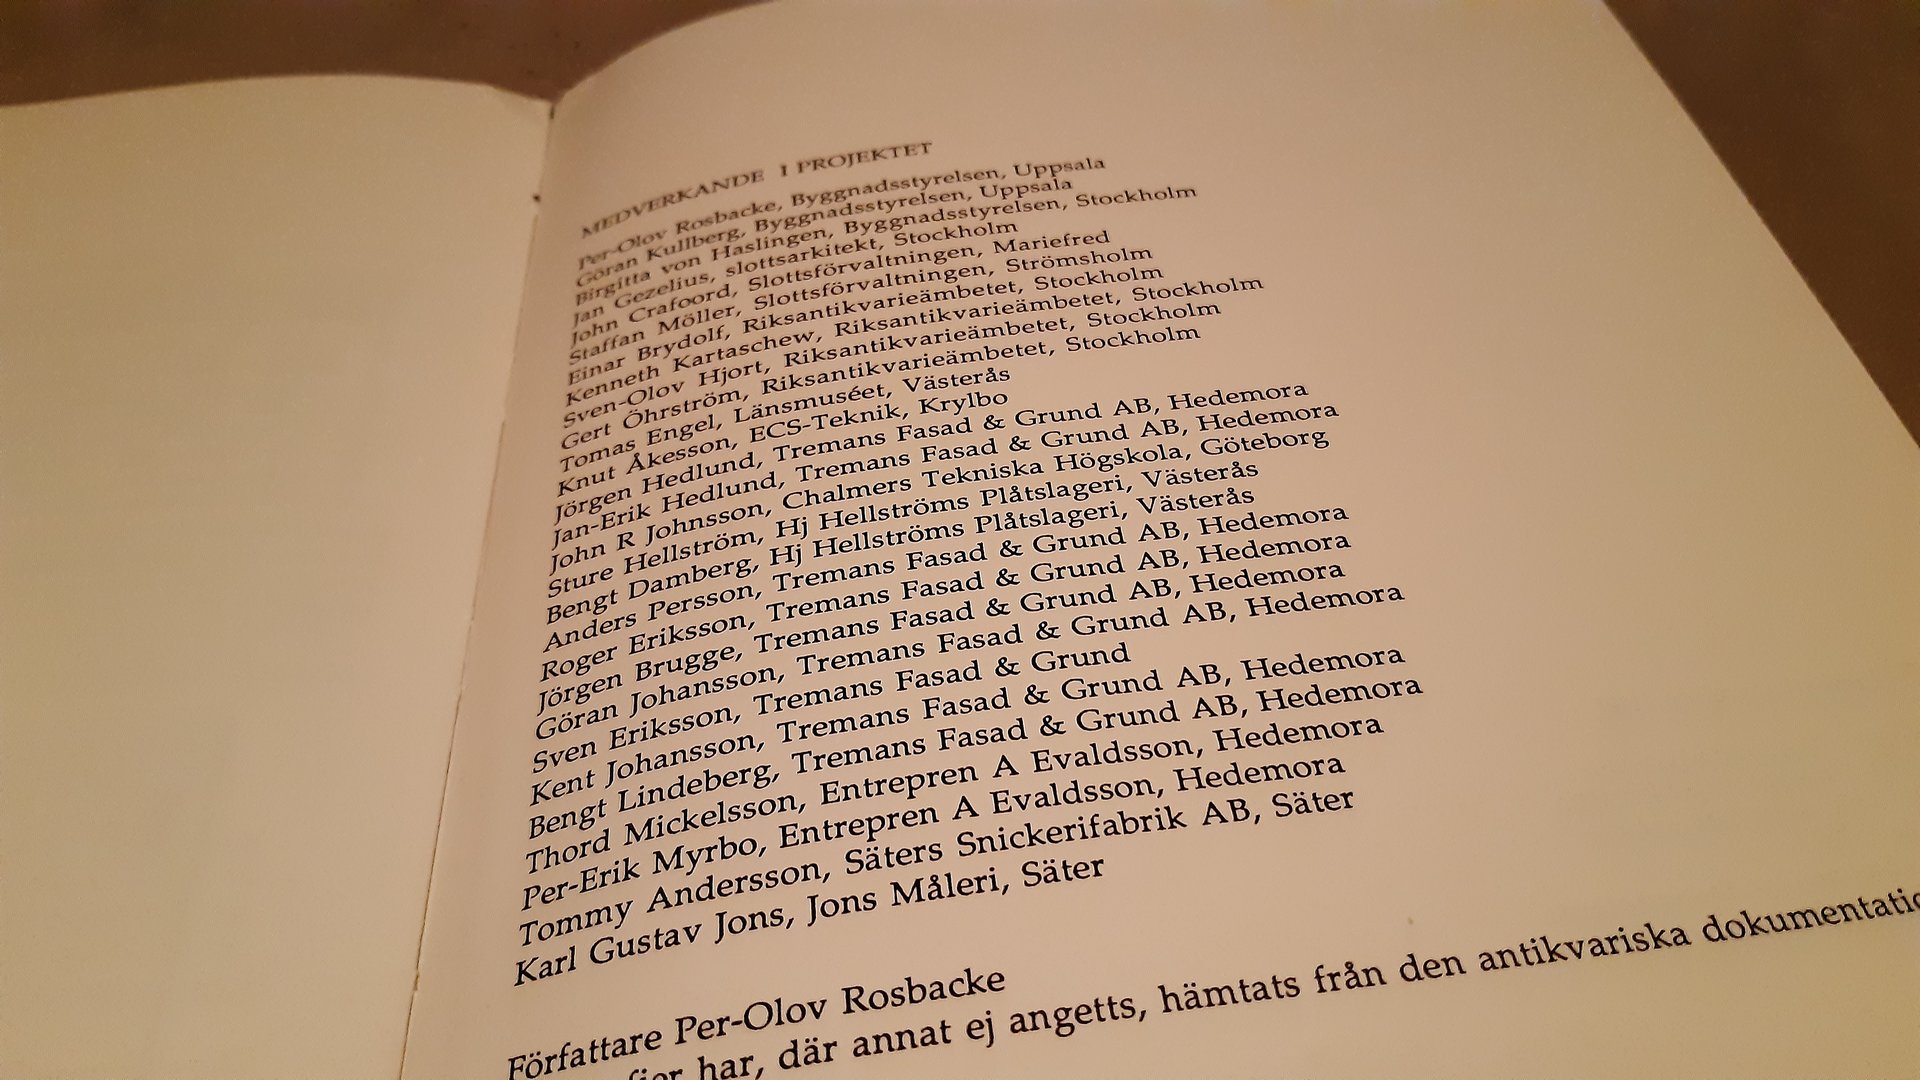 MEDVERKANDE I PROJEKTET
Per-Olov Rosbacke, Byggnadsstyrelsen, Uppsala
Göran Kullberg, Byggnadsstyrelsen, Uppsala
Birgitta von Haslingen, Byggnadsstyrelsen, Stockholm
Jan Gezelius, slottsarkitekt, Stockholm
John Crafoord, Slottsförvaltningen, Mariefred
Staffan Möller, Slottsförvaltningen, Strömsholm
Einar Brydolf, Riksantikvarieämbetet, Stockholm
Kenneth Kartaschew, Riksantikvarieämbetet, Stockholm
Sven-Olov Hjort, Riksantikvarieämbetet, Stockholm
Gert Öhrström, Riksantikvarieämbetet, Stockholm
Tomas Engel, Länsmuséet, Västerås
Knut Åkesson, ECS-Teknik, Krylbo
Jörgen Hedlund, Tremans Fasad & Grund AB, Hedemora
Jan-Erik Hedlund, Tremans Fasad & Grund AB, Hedemora
John R Johnsson, Chalmers Tekniska Högskola, Göteborg
Sture Hellström, Hj Hellströms Plåtslageri, Västerås
Bengt Damberg, Hj Hellströms Plåtslageri, Västerås
Anders Persson, Tremans Fasad & Grund AB, Hedemora
Roger Eriksson, Tremans Fasad & Grund AB, Hedemora
Jörgen Brugge, Tremans Fasad & Grund AB, Hedemora
Göran Johansson, Tremans Fasad & Grund AB, Hedemora
Sven Eriksson, Tremans Fasad & Grund
Kent Johansson, Tremans Fasad & Grund AB, Hedemora
Bengt Lindeberg, Tremans Fasad & Grund AB, Hedemora
Thord Mickelsson, Entrepren A Evaldsson, Hedemora
Per-Erik Myrbo, Entrepren A Evaldsson, Hedemora
Tommy Andersson, Säters Snickerifabrik AB, Säter
Karl Gustav Jons, Jons Måleri, Säter
Författare Per-Olov Rosbacke
har, där annat ej angetts, hämtats från den antikvariska